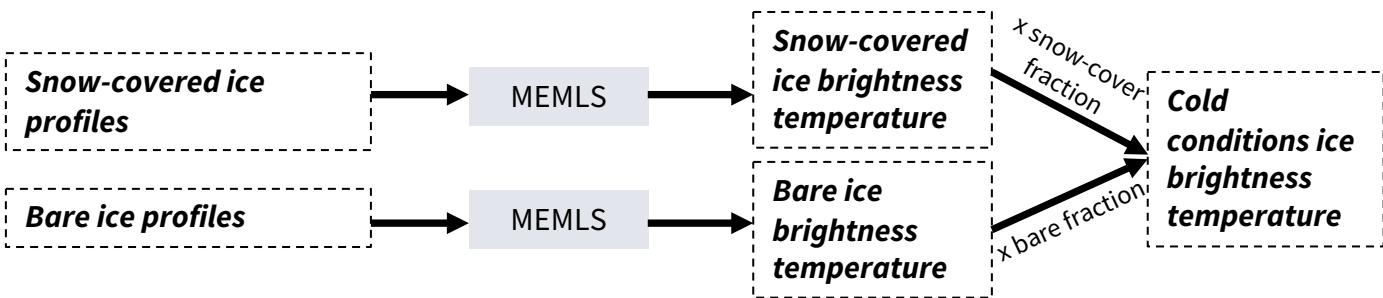 Snow-covered ice
profiles
MEMLS
Snow-covered
ice brightness
temperature
x snow-cover
fraction
Cold
conditions ice
brightness
temperature
Bare ice profiles
MEMLS
Bare ice
brightness
temperature
x bare fraction